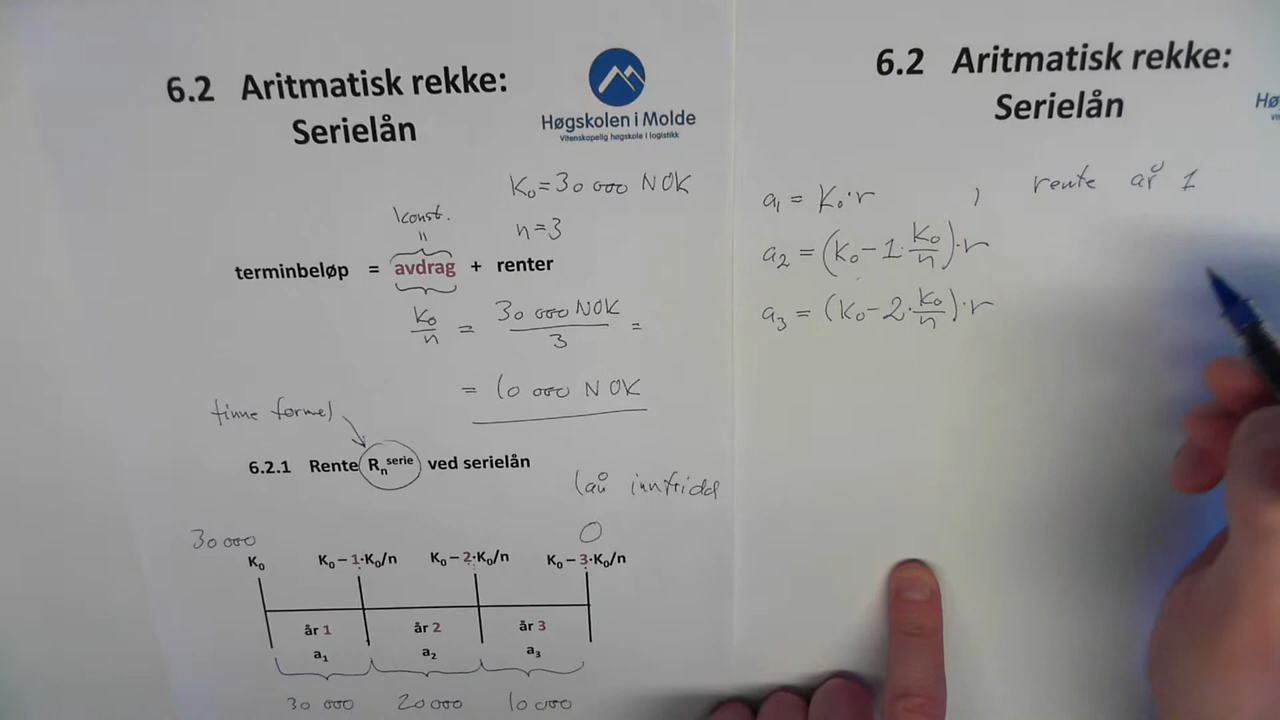 6.2 Aritmatisk rekke:
Serielån
Høgskolen i Molde
Vitenskapelig høgskole i logistikk
K₀ = 30 000 NOK
n = 3
konst.
"
terminbeløp = avdrag + renter
K₀/n = 30 000 NOK / 3 =
= 10 000 NOK
finne formel
6.2.1 Rente Rₙˢᵉʳⁱᵉ ved serielån
lån innfridd
30 000
0
K₀ K₀ – 1·K₀/n K₀ – 2·K₀/n K₀ – 3·K₀/n
år 1 år 2 år 3
a₁ a₂ a₃
30 000 20 000 10 000
6.2 Aritmatisk rekke:
Serielån
Hø
a₁ = K₀·r , rente år 1
a₂ = (K₀ – 1·K₀/n)·r
a₃ = (K₀ – 2·K₀/n)·r